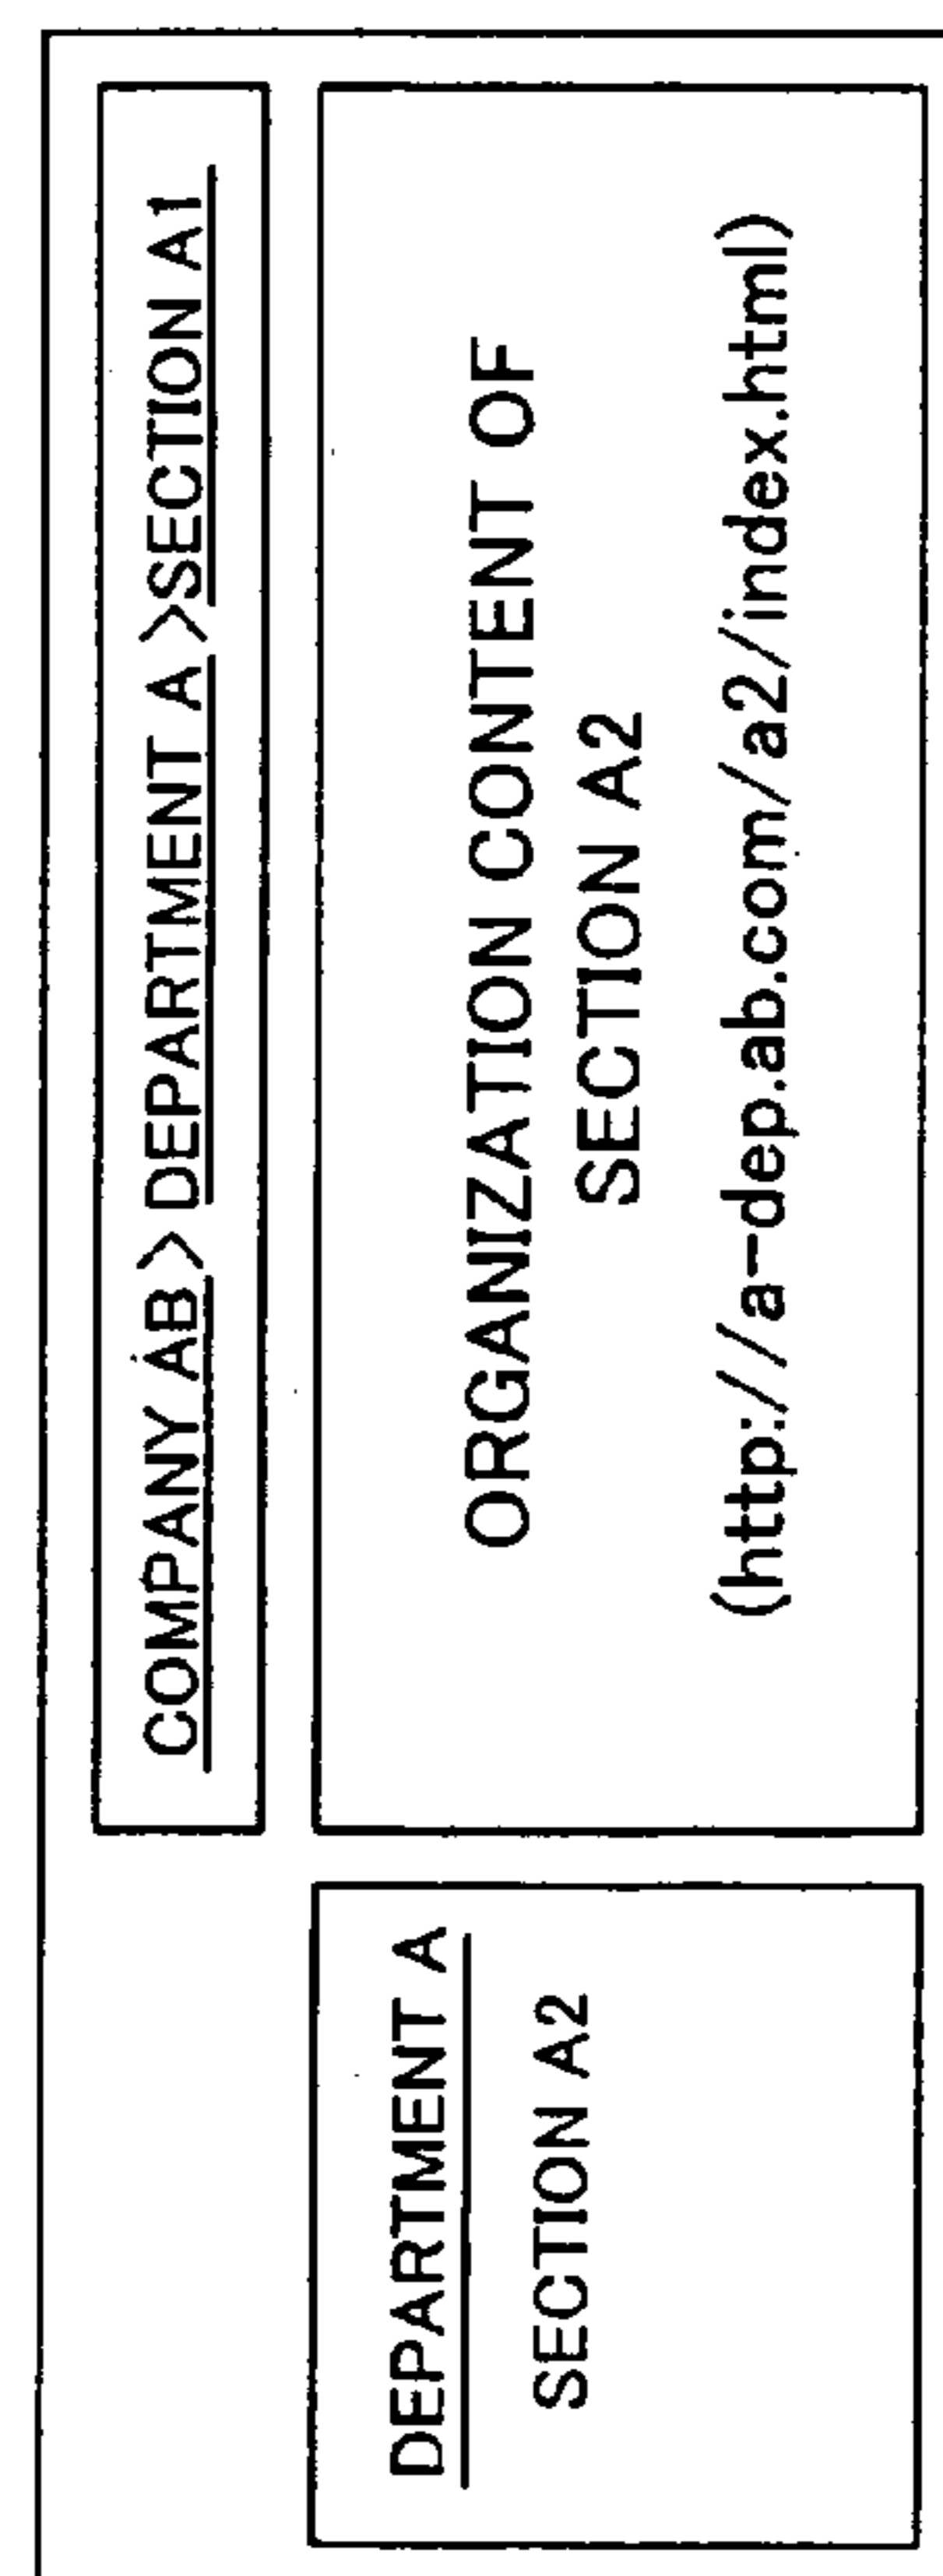 COMPANY AB> DEPARTMENT A >SECTION A1
DEPARTMENT A
SECTION A2
ORGANIZATION CONTENT OF
SECTION A2
(http://a-dep.ab.com/a2/index.html)